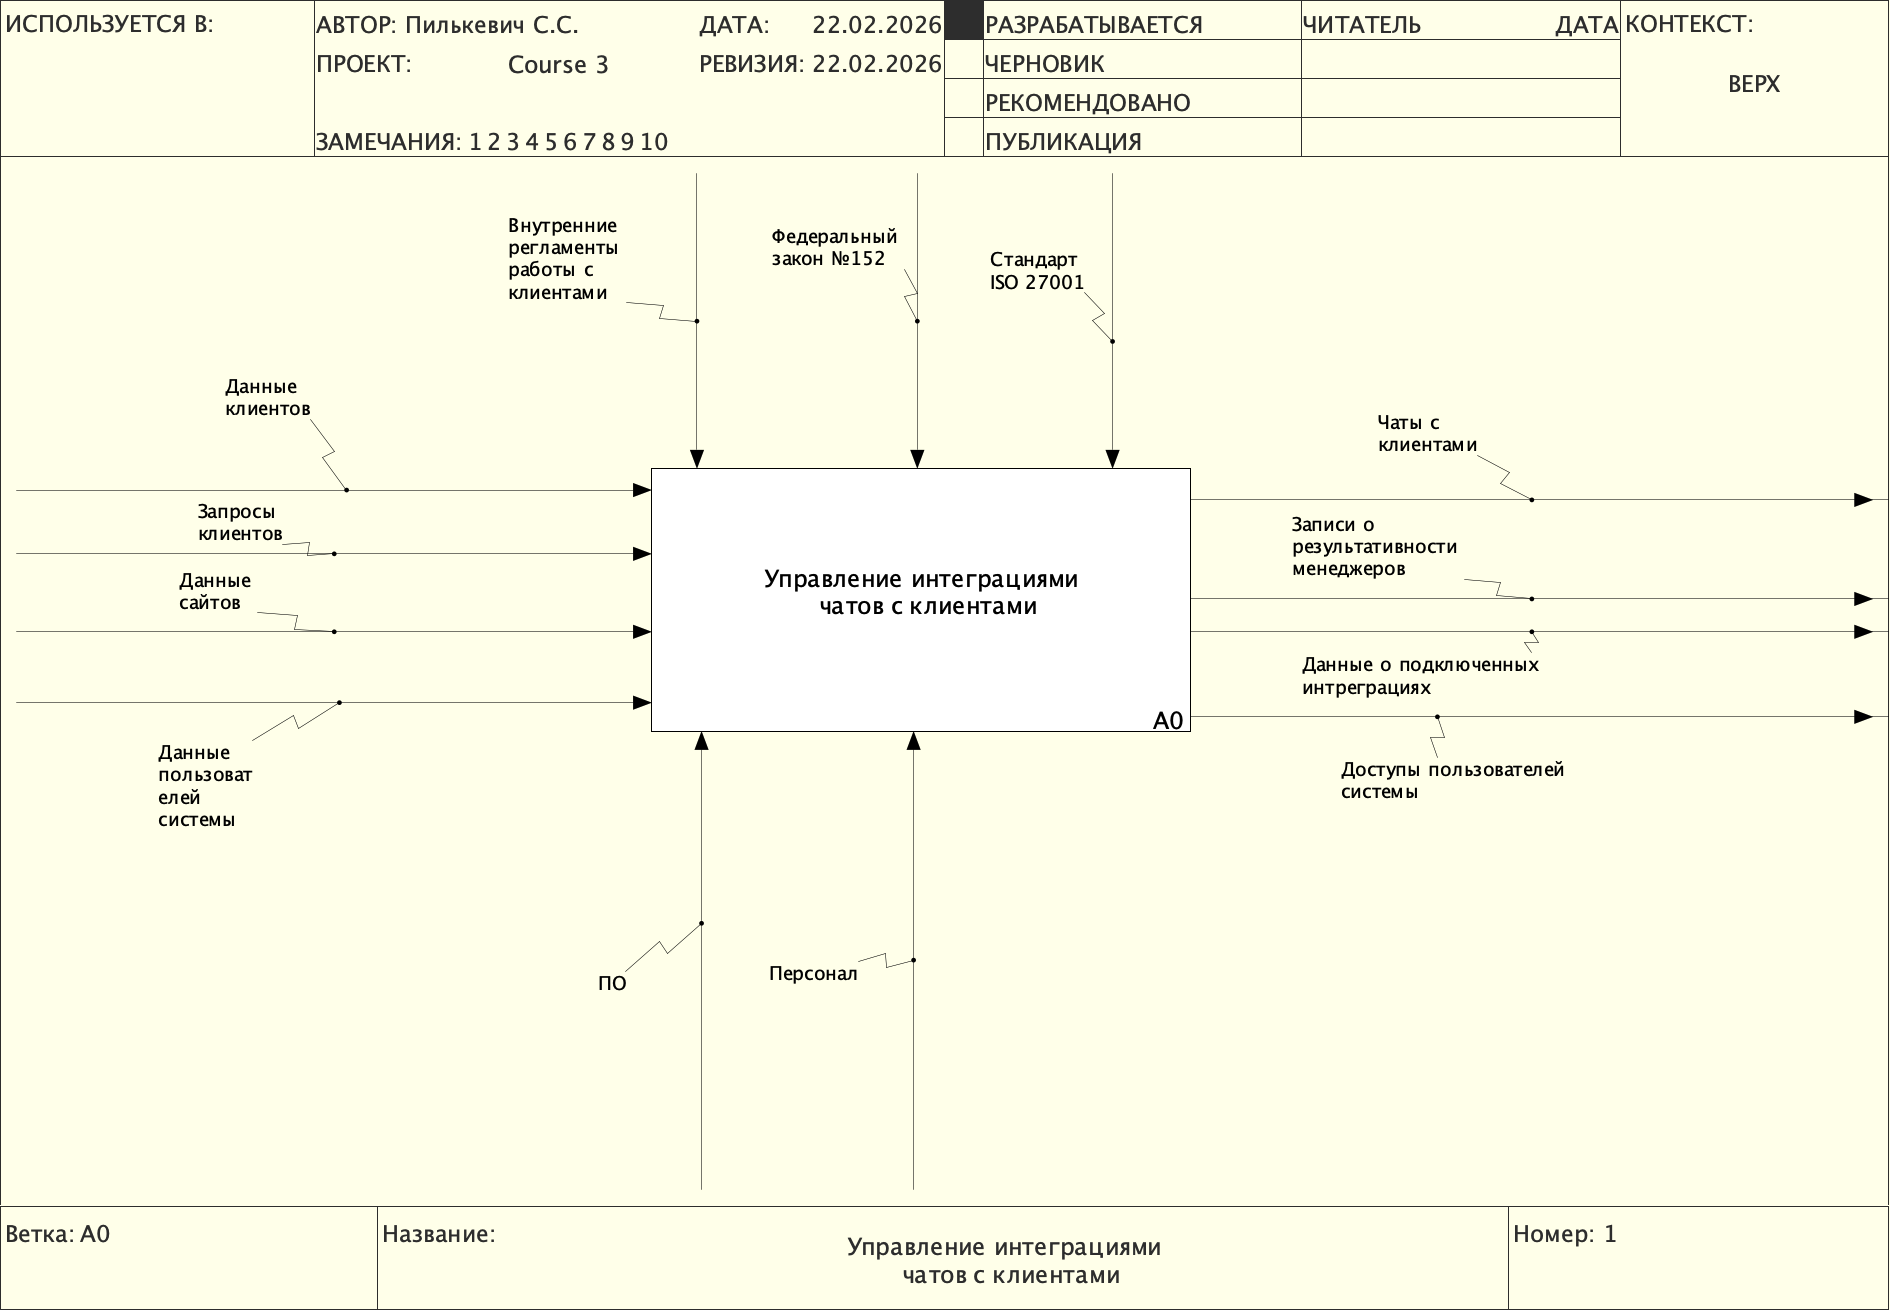 ИСПОЛЬЗУЕТСЯ В:
АВТОР: Пилькевич С.С.
ДАТА: 22.02.2026
РАЗРАБАТЫВАЕТСЯ
ЧИТАТЕЛЬ
ДАТА
КОНТЕКСТ:
ПРОЕКТ: Course 3
РЕВИЗИЯ: 22.02.2026
ЧЕРНОВИК
ВЕРХ
РЕКОМЕНДОВАНО
ЗАМЕЧАНИЯ: 1 2 3 4 5 6 7 8 9 10
ПУБЛИКАЦИЯ
Внутренние
регламенты
работы с
клиентами
Федеральный
закон №152
Стандарт
ISO 27001
Данные
клиентов
Запросы
клиентов
Данные
сайтов
Данные
пользоват
елей
системы
Управление интеграциями
чатов с клиентами
A0
Чаты с
клиентами
Записи о
результативности
менеджеров
Данные о подключенных
интреграциях
Доступы пользователей
системы
ПО
Персонал
Ветка: A0
Название:
Управление интеграциями
чатов с клиентами
Номер: 1